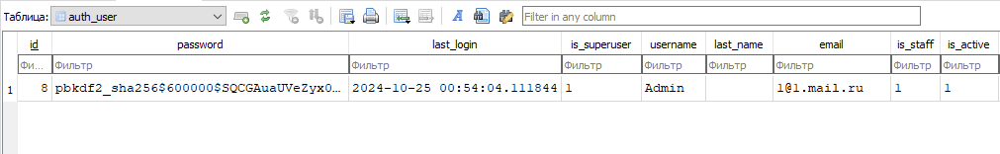 Таблица: auth_user Filter in any column
id password last_login is_superuser username last_name email is_staff is_active
Фи... Фильтр Фильтр Фильтр Фильтр Фильтр Фильтр Фильтр Фильтр
1 8 pbkdf2_sha256$600000$SQCGAuaUVeZyx0... 2024-10-25 00:54:04.111844 1 Admin 1@1.mail.ru 1 1